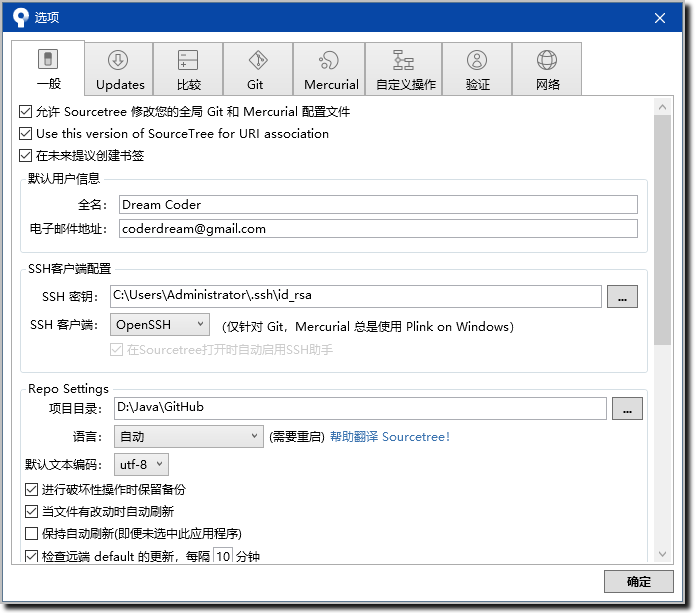 选项
一般 Updates 比较 Git Mercurial 自定义操作 验证 网络
允许 Sourcetree 修改您的全局 Git 和 Mercurial 配置文件
Use this version of SourceTree for URI association
在未来提议创建书签
默认用户信息
全名： Dream Coder
电子邮件地址： coderdream@gmail.com
SSH客户端配置
SSH 密钥： C:\Users\Administrator\.ssh\id_rsa ...
SSH 客户端： OpenSSH (仅针对 Git，Mercurial 总是使用 Plink on Windows)
在Sourcetree打开时自动启用SSH助手
Repo Settings
项目目录： D:\Java\GitHub ...
语言： 自动 (需要重启) 帮助翻译 Sourcetree!
默认文本编码： utf-8
进行破坏性操作时保留备份
当文件有改动时自动刷新
保持自动刷新(即便未选中此应用程序)
检查远端 default 的更新，每隔 10 分钟
确定